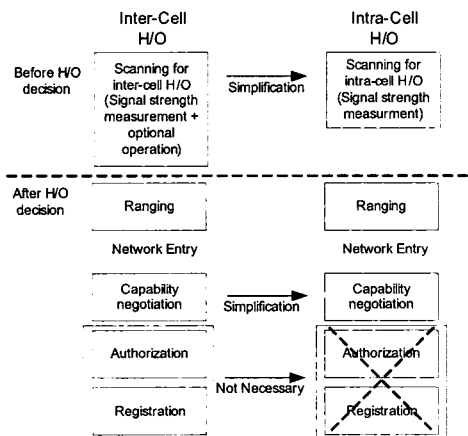 Inter-Cell
H/O
Intra-Cell
H/O
Before H/O
decision
Scanning for
inter-cell H/O
(Signal strength
measurement +
optional
operation)
Simplification
Scanning for
intra-cell H/O
(Signal strength
measurment)
After H/O
decision
Ranging
Ranging
Network Entry
Network Entry
Capability
negotiation
Simplification
Capability
negotiation
Authorization
Authorization
Not Necessary
Registration
Registration